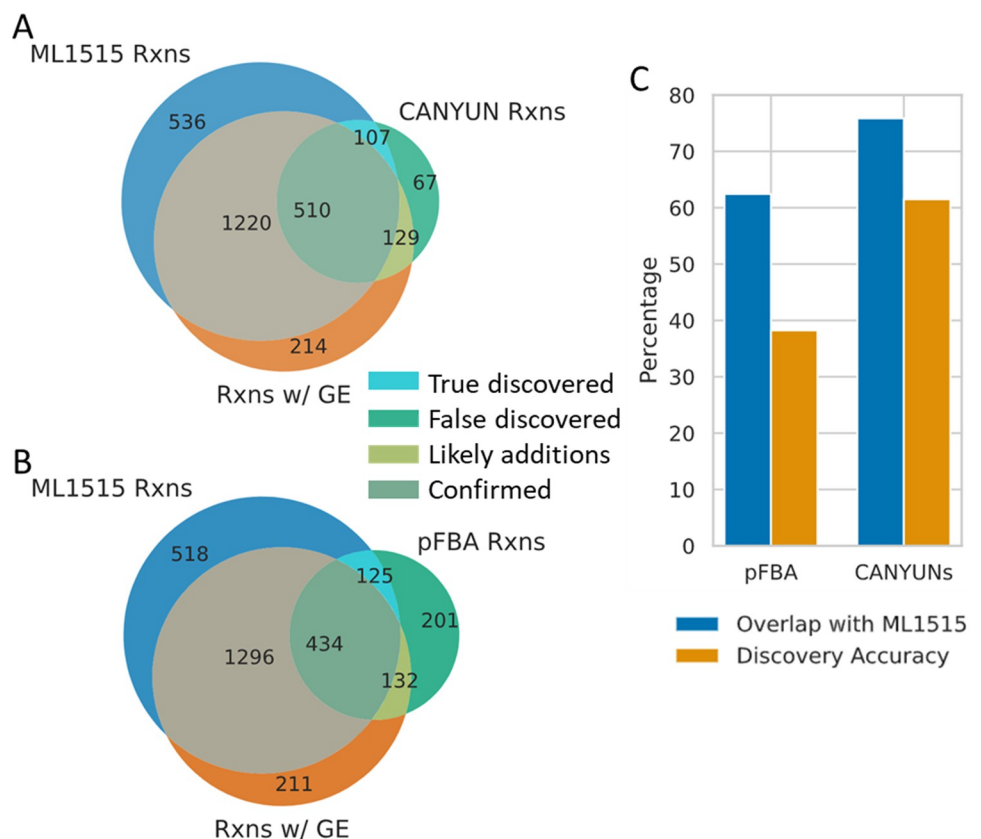 A
ML1515 Rxns
CANYUN Rxns
536
107
67
1220
510
129
214
Rxns w/ GE
True discovered
False discovered
Likely additions
Confirmed
B
ML1515 Rxns
pFBA Rxns
518
125
201
1296
434
132
211
Rxns w/ GE
C
Percentage
80
70
60
50
40
30
20
10
0
pFBA CANYUNs
Overlap with ML1515
Discovery Accuracy